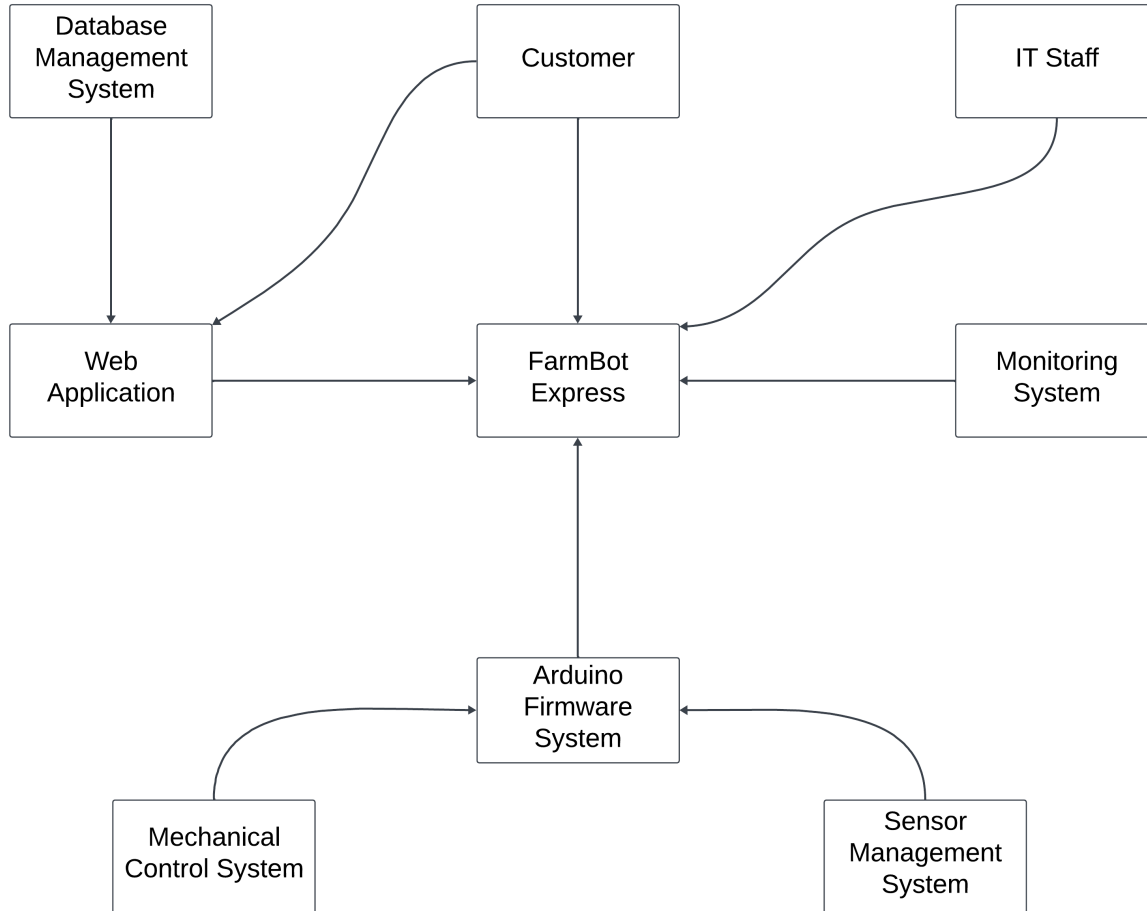 Database
Management
System
Customer
IT Staff
Web
Application
FarmBot
Express
Monitoring
System
Arduino
Firmware
System
Mechanical
Control System
Sensor
Management
System